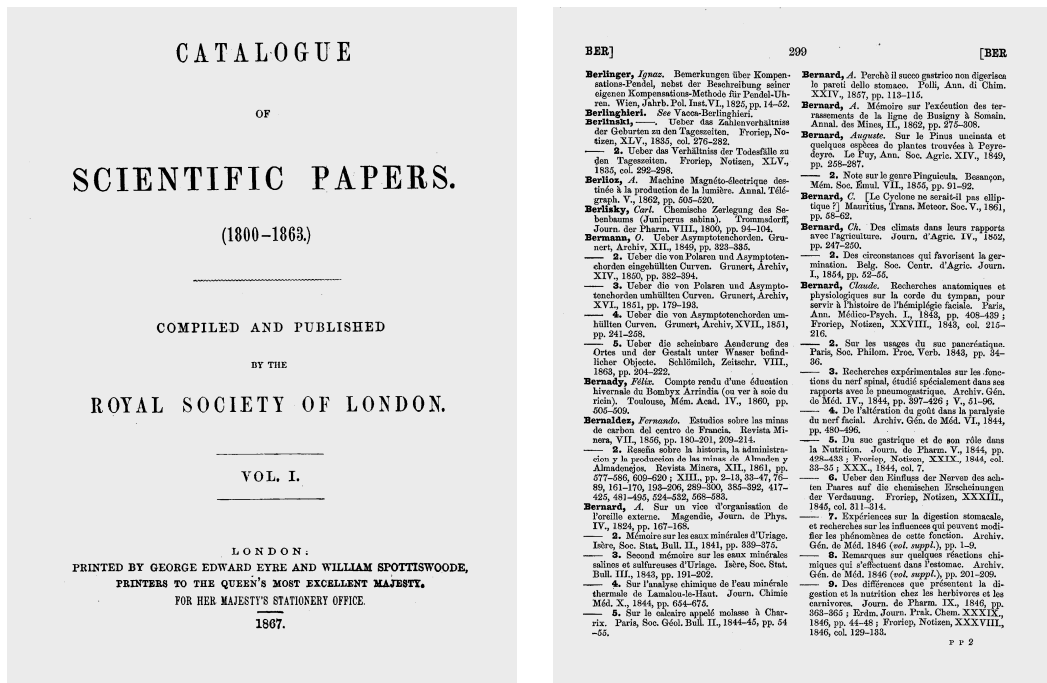 CATALOGUE
OF
SCIENTIFIC PAPERS.
(1800–1863.)
COMPILED AND PUBLISHED
BY THE
ROYAL SOCIETY OF LONDON.
VOL. I.
LONDON:
PRINTED BY GEORGE EDWARD EYRE AND WILLIAM SPOTTISWOODE,
PRINTERS TO THE QUEEN'S MOST EXCELLENT MAJESTY.
FOR HER MAJESTY'S STATIONERY OFFICE.
1867.
BER] 299 [BER
Berlinger, Ignaz. Bemerkungen über Kompen-
sations-Pendel, nebst der Beschreibung seiner
eigenen Kompensations-Methode für Pendel-Uh-
ren. Wien, Jahrb. Pol. Inst. VI., 1825, pp. 14–52.
Berlinghieri. See Vacca-Berlinghieri.
Berlinski, ——. Ueber das Zahlenverhältniss
der Geburten zu den Tageszeiten. Froriep, No-
tizen, XLV., 1835, col. 276–282.
—— 2. Ueber das Verhältniss der Todesfälle zu
den Tageszeiten. Froriep, Notizen, XLV.,
1835, col. 292–298.
Berlioz, A. Machine Magnéto-électrique des-
tinée à la production de la lumière. Annal. Télé-
graph. V., 1862, pp. 505–520.
Berlisky, Carl. Chemische Zerlegung des Se-
benbaums (Juniperus sabina). Trommsdorff,
Journ. der Pharm. VIII., 1800, pp. 94–104.
Bermann, O. Ueber Asymptotenchorden. Gru-
nert, Archiv, XII., 1849, pp. 323–335.
—— 2. Ueber die von Polaren und Asymptoten-
chorden eingehüllten Curven. Grunert, Archiv,
XIV., 1850, pp. 382–394.
—— 3. Ueber die von Polaren und Asympto-
tenchorden umhüllten Curven. Grunert, Archiv,
XVI., 1851, pp. 179–193.
—— 4. Ueber die von Asymptotenchorden um-
hüllten Curven. Grunert, Archiv, XVII., 1851,
pp. 241–258.
—— 5. Ueber die scheinbare Aenderung des
Ortes und der Gestalt unter Wasser befind-
licher Objecte. Schlömilch, Zeitschr. VIII.,
1863, pp. 204–222.
Bernady, Félix. Compte rendu d'une éducation
hivernale du Bombyx Arrindia (ou ver à soie du
ricin). Toulouse, Mém. Acad. IV., 1860, pp.
505–509.
Bernaldez, Fernando. Estudios sobre las minas
de carbon del centro de Francia. Revista Mi-
nera, VII., 1856, pp. 180–201, 209–214.
—— 2. Reseña sobre la historia, la administra-
cion y la produccion de las minas de Almaden y
Almadenejos. Revista Minera, XII., 1861, pp.
577–586, 609–620; XIII., pp. 2–13, 33–47, 76–
89, 161–170, 193–206, 289–300, 385–392, 417–
425, 481–495, 524–532, 568–583.
Bernard, A. Sur un vice d'organisation de
l'oreille externe. Magendie, Journ. de Phys.
IV., 1824, pp. 167–168.
—— 2. Mémoire sur les eaux minérales d'Uriage.
Isère, Soc. Stat. Bull. II., 1841, pp. 339–375.
—— 3. Second mémoire sur les eaux minérales
salines et sulfureuses d'Uriage. Isère, Soc. Stat.
Bull. III., 1843, pp. 191–202.
—— 4. Sur l'analyse chimique de l'eau minérale
thermale de Lamalou-le-Haut. Journ. Chimie
Méd. X., 1844, pp. 654–675.
—— 5. Sur le calcaire appelé molasse à Char-
rix. Paris, Soc. Géol. Bull. II., 1844–45, pp. 54
–55.
Bernard, A. Perchè il succo gastrico non digerisca
le pareti dello stomaco. Polli, Ann. di Chim.
XXIV., 1857, pp. 113–115.
Bernard, A. Mémoire sur l'exécution des ter-
rassements de la ligne de Busigny à Somain.
Annal. des Mines, II., 1862, pp. 275–308.
Bernard, Auguste. Sur le Pinus uncinata et
quelques espèces de plantes trouvées à Peyre-
deyre. Le Puy, Ann. Soc. Agric. XIV., 1849,
pp. 258–287.
—— 2. Note sur le genre Pinguicula. Besançon,
Mém. Soc. Émul. VII., 1855, pp. 91–92.
Bernard, C. [Le Cyclone ne serait-il pas ellip-
tique?] Mauritius, Trans. Meteor. Soc. V., 1861,
pp. 58–62.
Bernard, Ch. Des climats dans leurs rapports
avec l'agriculture. Journ. d'Agric. IV., 1852,
pp. 247–250.
—— 2. Des circonstances qui favorisent la ger-
mination. Belg. Soc. Centr. d'Agric. Journ.
I., 1854, pp. 52–55.
Bernard, Claude. Recherches anatomiques et
physiologiques sur la corde du tympan, pour
servir à l'histoire de l'hémiplégie faciale. Paris,
Ann. Médico-Psych. I., 1843, pp. 408–439;
Froriep, Notizen, XXVIII., 1843, col. 215–
216.
—— 2. Sur les usages du suc pancréatique.
Paris, Soc. Philom. Proc. Verb. 1843, pp. 34–
36.
—— 3. Recherches expérimentales sur les fonc-
tions du nerf spinal, étudié spécialement dans ses
rapports avec le pneumogastrique. Archiv. Gén.
de Méd. IV., 1844, pp. 397–426; V., 51–96.
—— 4. De l'altération du goût dans la paralysie
du nerf facial. Archiv. Gén. de Méd. VI., 1844,
pp. 480–496.
—— 5. Du suc gastrique et de son rôle dans
la Nutrition. Journ. de Pharm. V., 1844, pp.
428–433; Froriep, Notizen, XXIX., 1844, col.
33–35; XXX., 1844, col. 7.
—— 6. Ueber den Einfluss der Nerven des ach-
ten Paares auf die chemischen Erscheinungen
der Verdauung. Froriep, Notizen, XXXIII.,
1845, col. 311–314.
—— 7. Expériences sur la digestion stomacale,
et recherches sur les influences qui peuvent modi-
fier les phénomènes de cette fonction. Archiv.
Gén. de Méd. 1846 (vol. suppl.), pp. 1–9.
—— 8. Remarques sur quelques réactions chi-
miques qui s'effectuent dans l'estomac. Archiv.
Gén. de Méd. 1846 (vol. suppl.), pp. 201–209.
—— 9. Des différences que présentent la di-
gestion et la nutrition chez les herbivores et les
carnivores. Journ. de Pharm. IX., 1846, pp.
363–365; Erdm. Journ. Prak. Chem. XXXIX.,
1846, pp. 44–48; Froriep, Notizen, XXXVIII.,
1846, col. 129–133.
P P 2